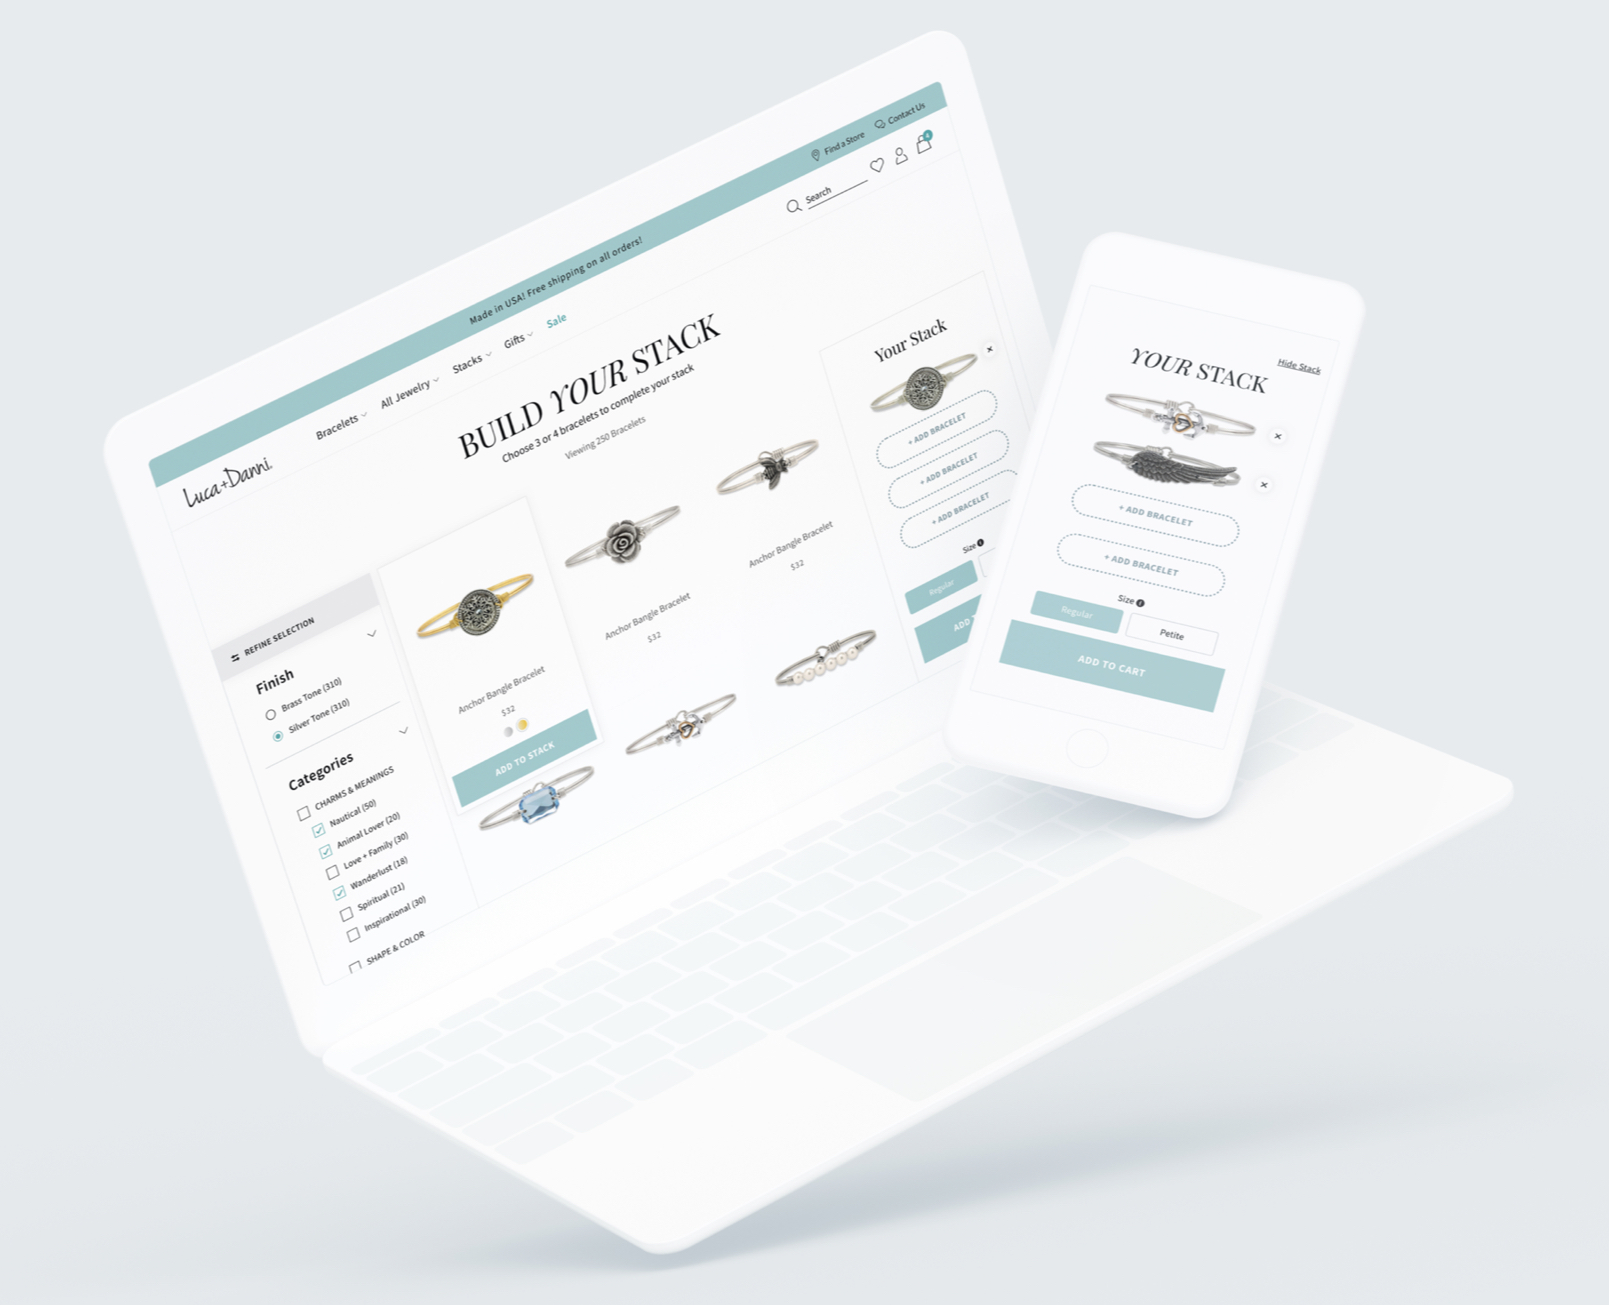 Find a Store
Contact Us
Made in USA! Free shipping on all orders!
4
Search
Luca+Danni.
Bracelets
All Jewelry
Stacks
Gifts
Sale
BUILD YOUR STACK
Choose 3 or 4 bracelets to complete your stack
Viewing 250 Bracelets
REFINE SELECTION
Finish
Brass Tone (310)
Silver Tone (310)
Categories
CHARMS & MEANINGS
Nautical (50)
Animal Lover (20)
Love + Family (30)
Wanderlust (18)
Spiritual (21)
Inspirational (30)
SHAPE & COLOR
Anchor Bangle Bracelet
$32
ADD TO STACK
Anchor Bangle Bracelet
$32
Anchor Bangle Bracelet
$32
Your Stack
+ ADD BRACELET
+ ADD BRACELET
+ ADD BRACELET
Size
Regular
ADD
Hide Stack
YOUR STACK
+ ADD BRACELET
+ ADD BRACELET
Size
Regular
Petite
ADD TO CART